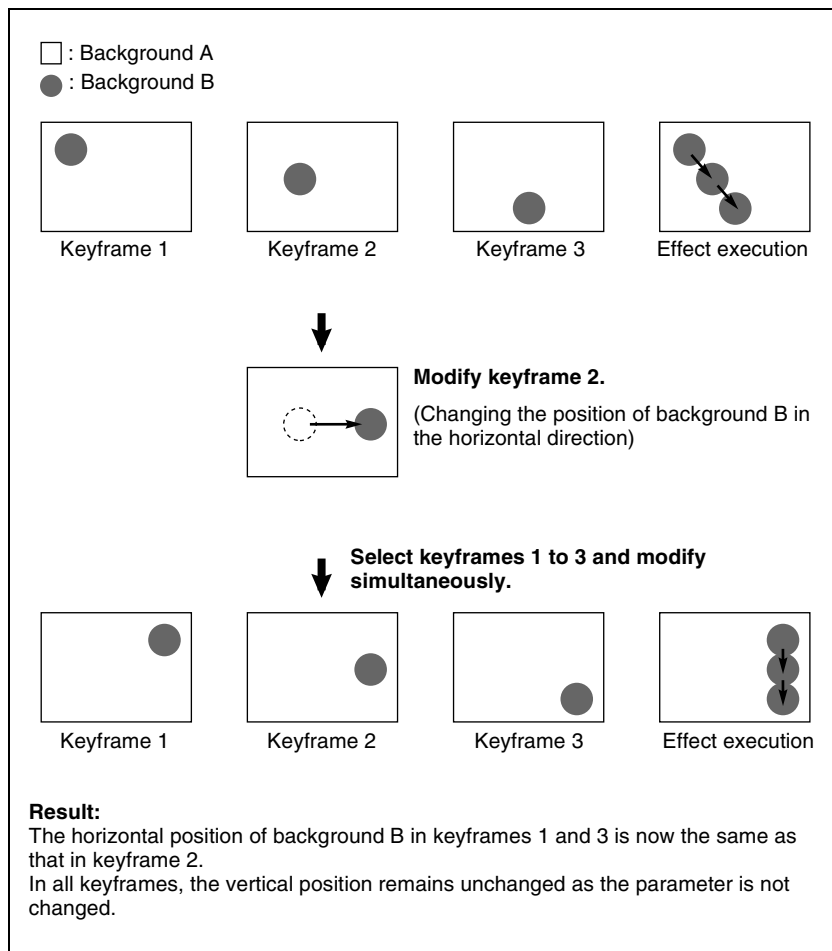 : Background A
: Background B
Keyframe 1
Keyframe 2
Keyframe 3
Effect execution
Modify keyframe 2.
(Changing the position of background B in
the horizontal direction)
Select keyframes 1 to 3 and modify
simultaneously.
Keyframe 1
Keyframe 2
Keyframe 3
Effect execution
Result:
The horizontal position of background B in keyframes 1 and 3 is now the same as
that in keyframe 2.
In all keyframes, the vertical position remains unchanged as the parameter is not
changed.